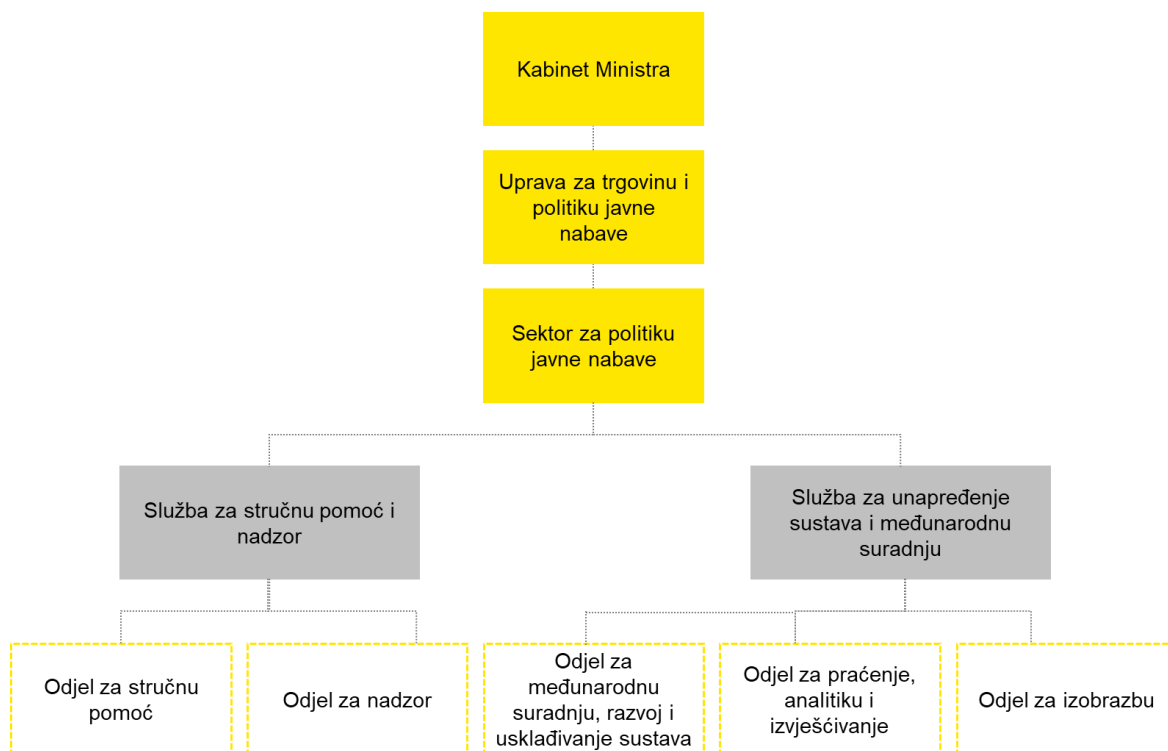 Kabinet Ministra
Uprava za trgovinu i
politiku javne
nabave
Sektor za politiku
javne nabave
Služba za stručnu pomoć i
nadzor
Služba za unapređenje
sustava i međunarodnu
suradnju
Odjel za stručnu
pomoć
Odjel za nadzor
Odjel za
međunarodnu
suradnju, razvoj i
usklađivanje sustava
Odjel za praćenje,
analitiku i
izvješćivanje
Odjel za izobrazbu